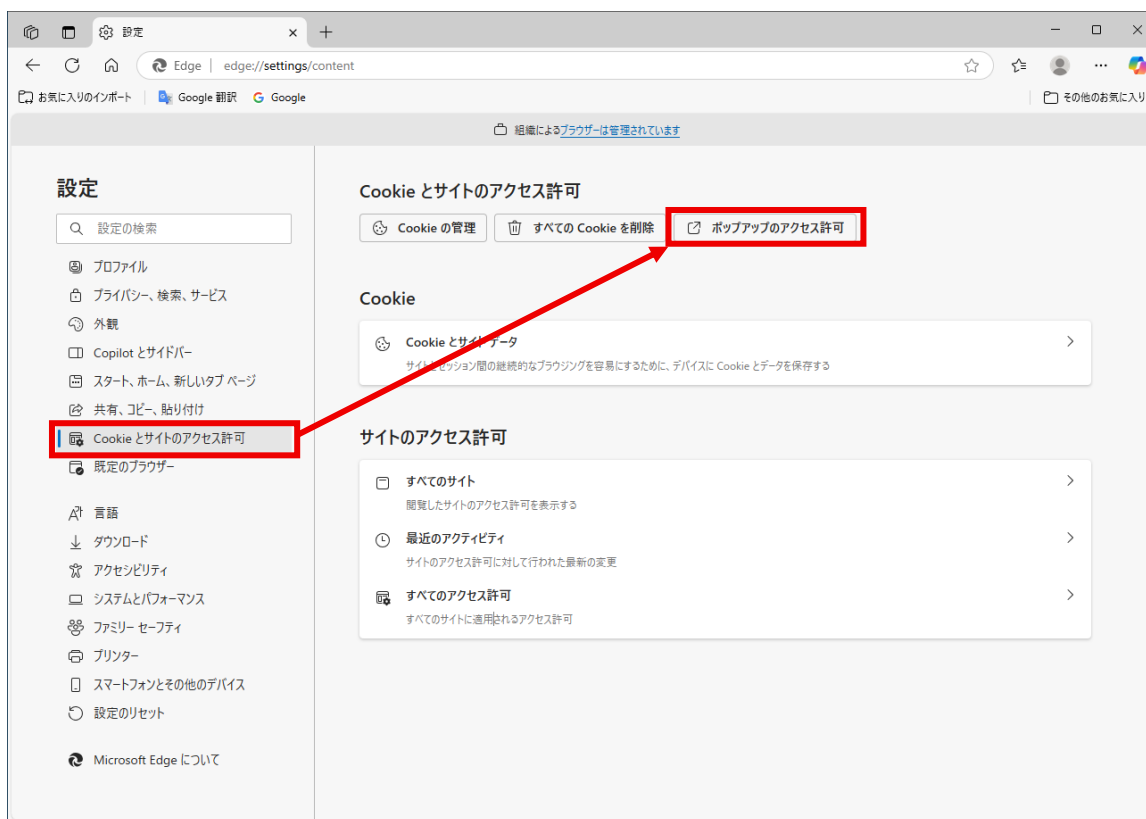 設定
Edge | edge://settings/content
お気に入りのインポート Google 翻訳 Google その他のお気に入り
組織によるブラウザーは管理されています
設定
設定の検索
プロファイル
プライバシー、検索、サービス
外観
Copilot とサイドバー
スタート、ホーム、新しいタブ ページ
共有、コピー、貼り付け
Cookie とサイトのアクセス許可
既定のブラウザー
言語
ダウンロード
アクセシビリティ
システムとパフォーマンス
ファミリー セーフティ
プリンター
スマートフォンとその他のデバイス
設定のリセット
Microsoft Edge について
Cookie とサイトのアクセス許可
Cookie の管理 すべての Cookie を削除 ポップアップのアクセス許可
Cookie
Cookie とサイト データ
サイトとセッション間の継続的なブラウジングを容易にするために、デバイスに Cookie とデータを保存する
サイトのアクセス許可
すべてのサイト
閲覧したサイトのアクセス許可を表示する
最近のアクティビティ
サイトのアクセス許可に対して行われた最新の変更
すべてのアクセス許可
すべてのサイトに適用されるアクセス許可